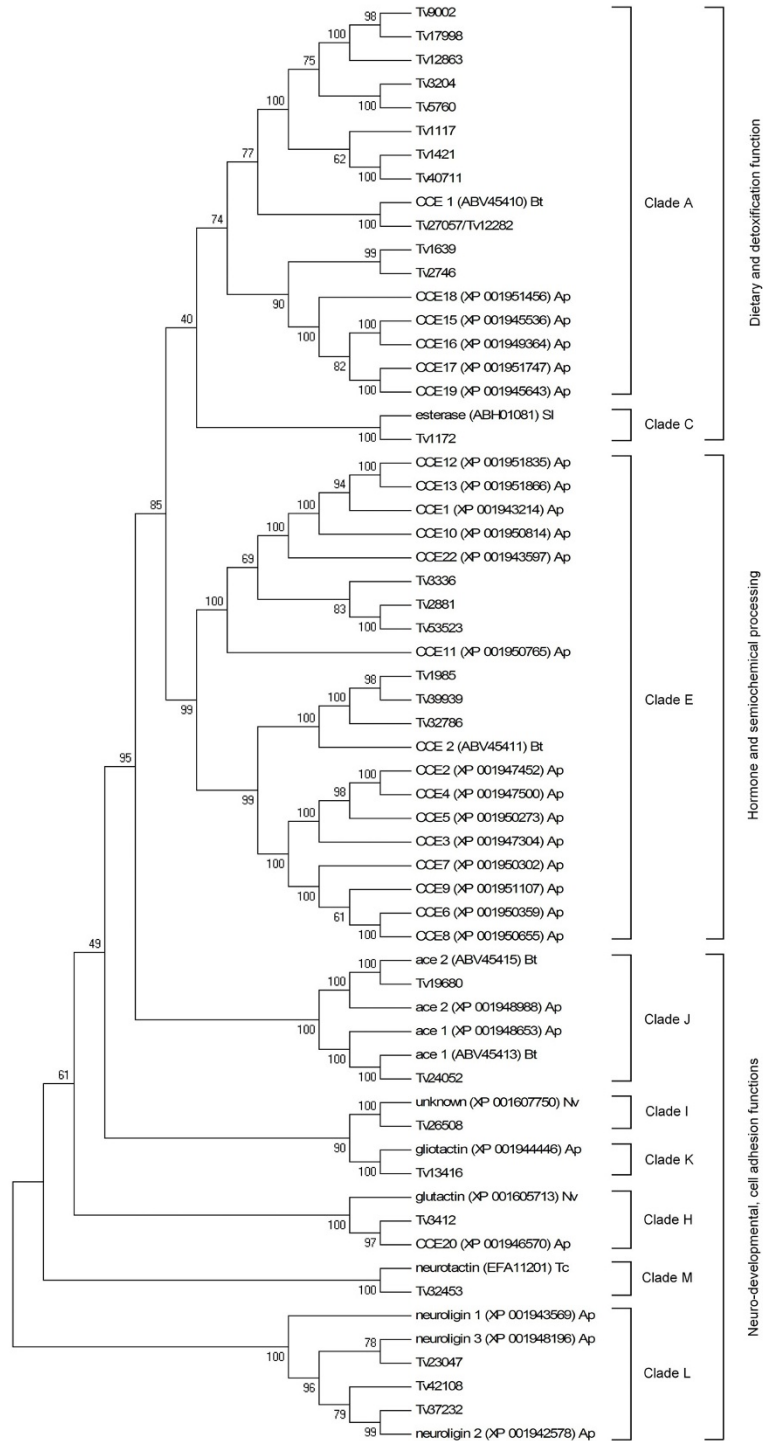 Tv9002
Tv17998
Tv12863
Tv3204
Tv5760
Tv1117
Tv1421
Tv40711
CCE 1 (ABV45410) Bt
Tv27057/Tv12282
Tv1639
Tv2746
CCE18 (XP 001951456) Ap
CCE15 (XP 001945536) Ap
CCE16 (XP 001949364) Ap
CCE17 (XP 001951747) Ap
CCE19 (XP 001945643) Ap
esterase (ABH01081) Sl
Tv1172
CCE12 (XP 001951835) Ap
CCE13 (XP 001951866) Ap
CCE1 (XP 001943214) Ap
CCE10 (XP 001950814) Ap
CCE22 (XP 001943597) Ap
Tv3336
Tv2881
Tv53523
CCE11 (XP 001950765) Ap
Tv1985
Tv39939
Tv32786
CCE 2 (ABV45411) Bt
CCE2 (XP 001947452) Ap
CCE4 (XP 001947500) Ap
CCE5 (XP 001950273) Ap
CCE3 (XP 001947304) Ap
CCE7 (XP 001950302) Ap
CCE9 (XP 001951107) Ap
CCE6 (XP 001950359) Ap
CCE8 (XP 001950655) Ap
ace 2 (ABV45415) Bt
Tv19680
ace 2 (XP 001948988) Ap
ace 1 (XP 001948653) Ap
ace 1 (ABV45413) Bt
Tv24052
unknown (XP 001607750) Nv
Tv26508
gliotactin (XP 001944446) Ap
Tv13416
glutactin (XP 001605713) Nv
Tv3412
CCE20 (XP 001946570) Ap
neurotactin (EFA11201) Tc
Tv32453
neuroligin 1 (XP 001943569) Ap
neuroligin 3 (XP 001948196) Ap
Tv23047
Tv42108
Tv37232
neuroligin 2 (XP 001942578) Ap
98
100
75
100
100
77
62
100
74
100
99
90
100
100
82
100
40
100
85
100
94
100
100
69
100
83
100
99
98
100
100
99
100
98
100
100
100
61
100
95
100
100
100
100
100
49
100
90
100
61
100
97
100
100
78
96
79
99
Clade A
Clade C
Clade E
Clade J
Clade I
Clade K
Clade H
Clade M
Clade L
Dietary and detoxification function
Hormone and semiochemical processing
Neuro-developmental, cell adhesion functions